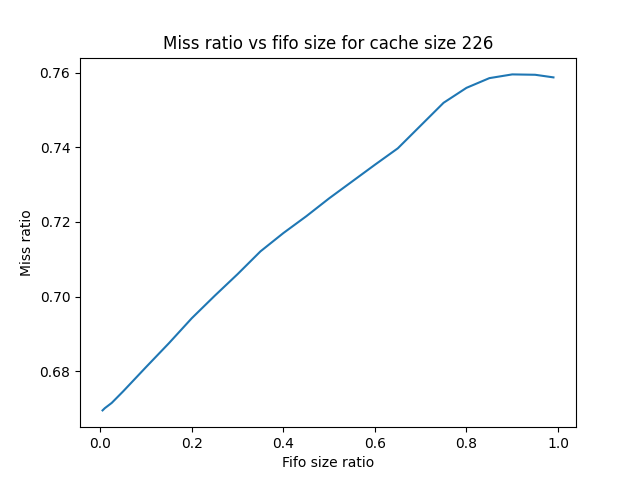 Miss ratio vs fifo size for cache size 226
0.76
0.74
0.72
0.70
0.68
Miss ratio
0.0 0.2 0.4 0.6 0.8 1.0
Fifo size ratio